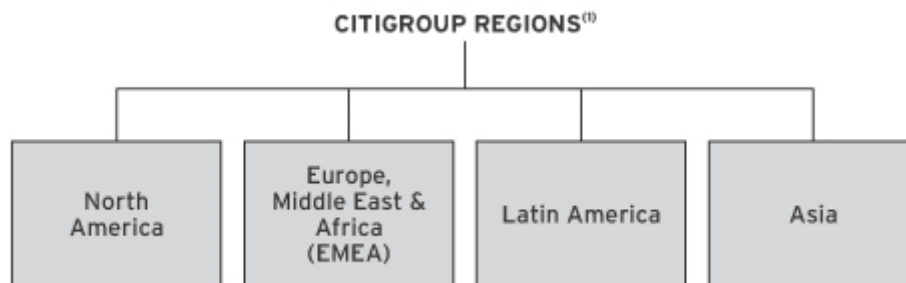 CITIGROUP REGIONS(1)
North
America
Europe,
Middle East &
Africa
(EMEA)
Latin America
Asia